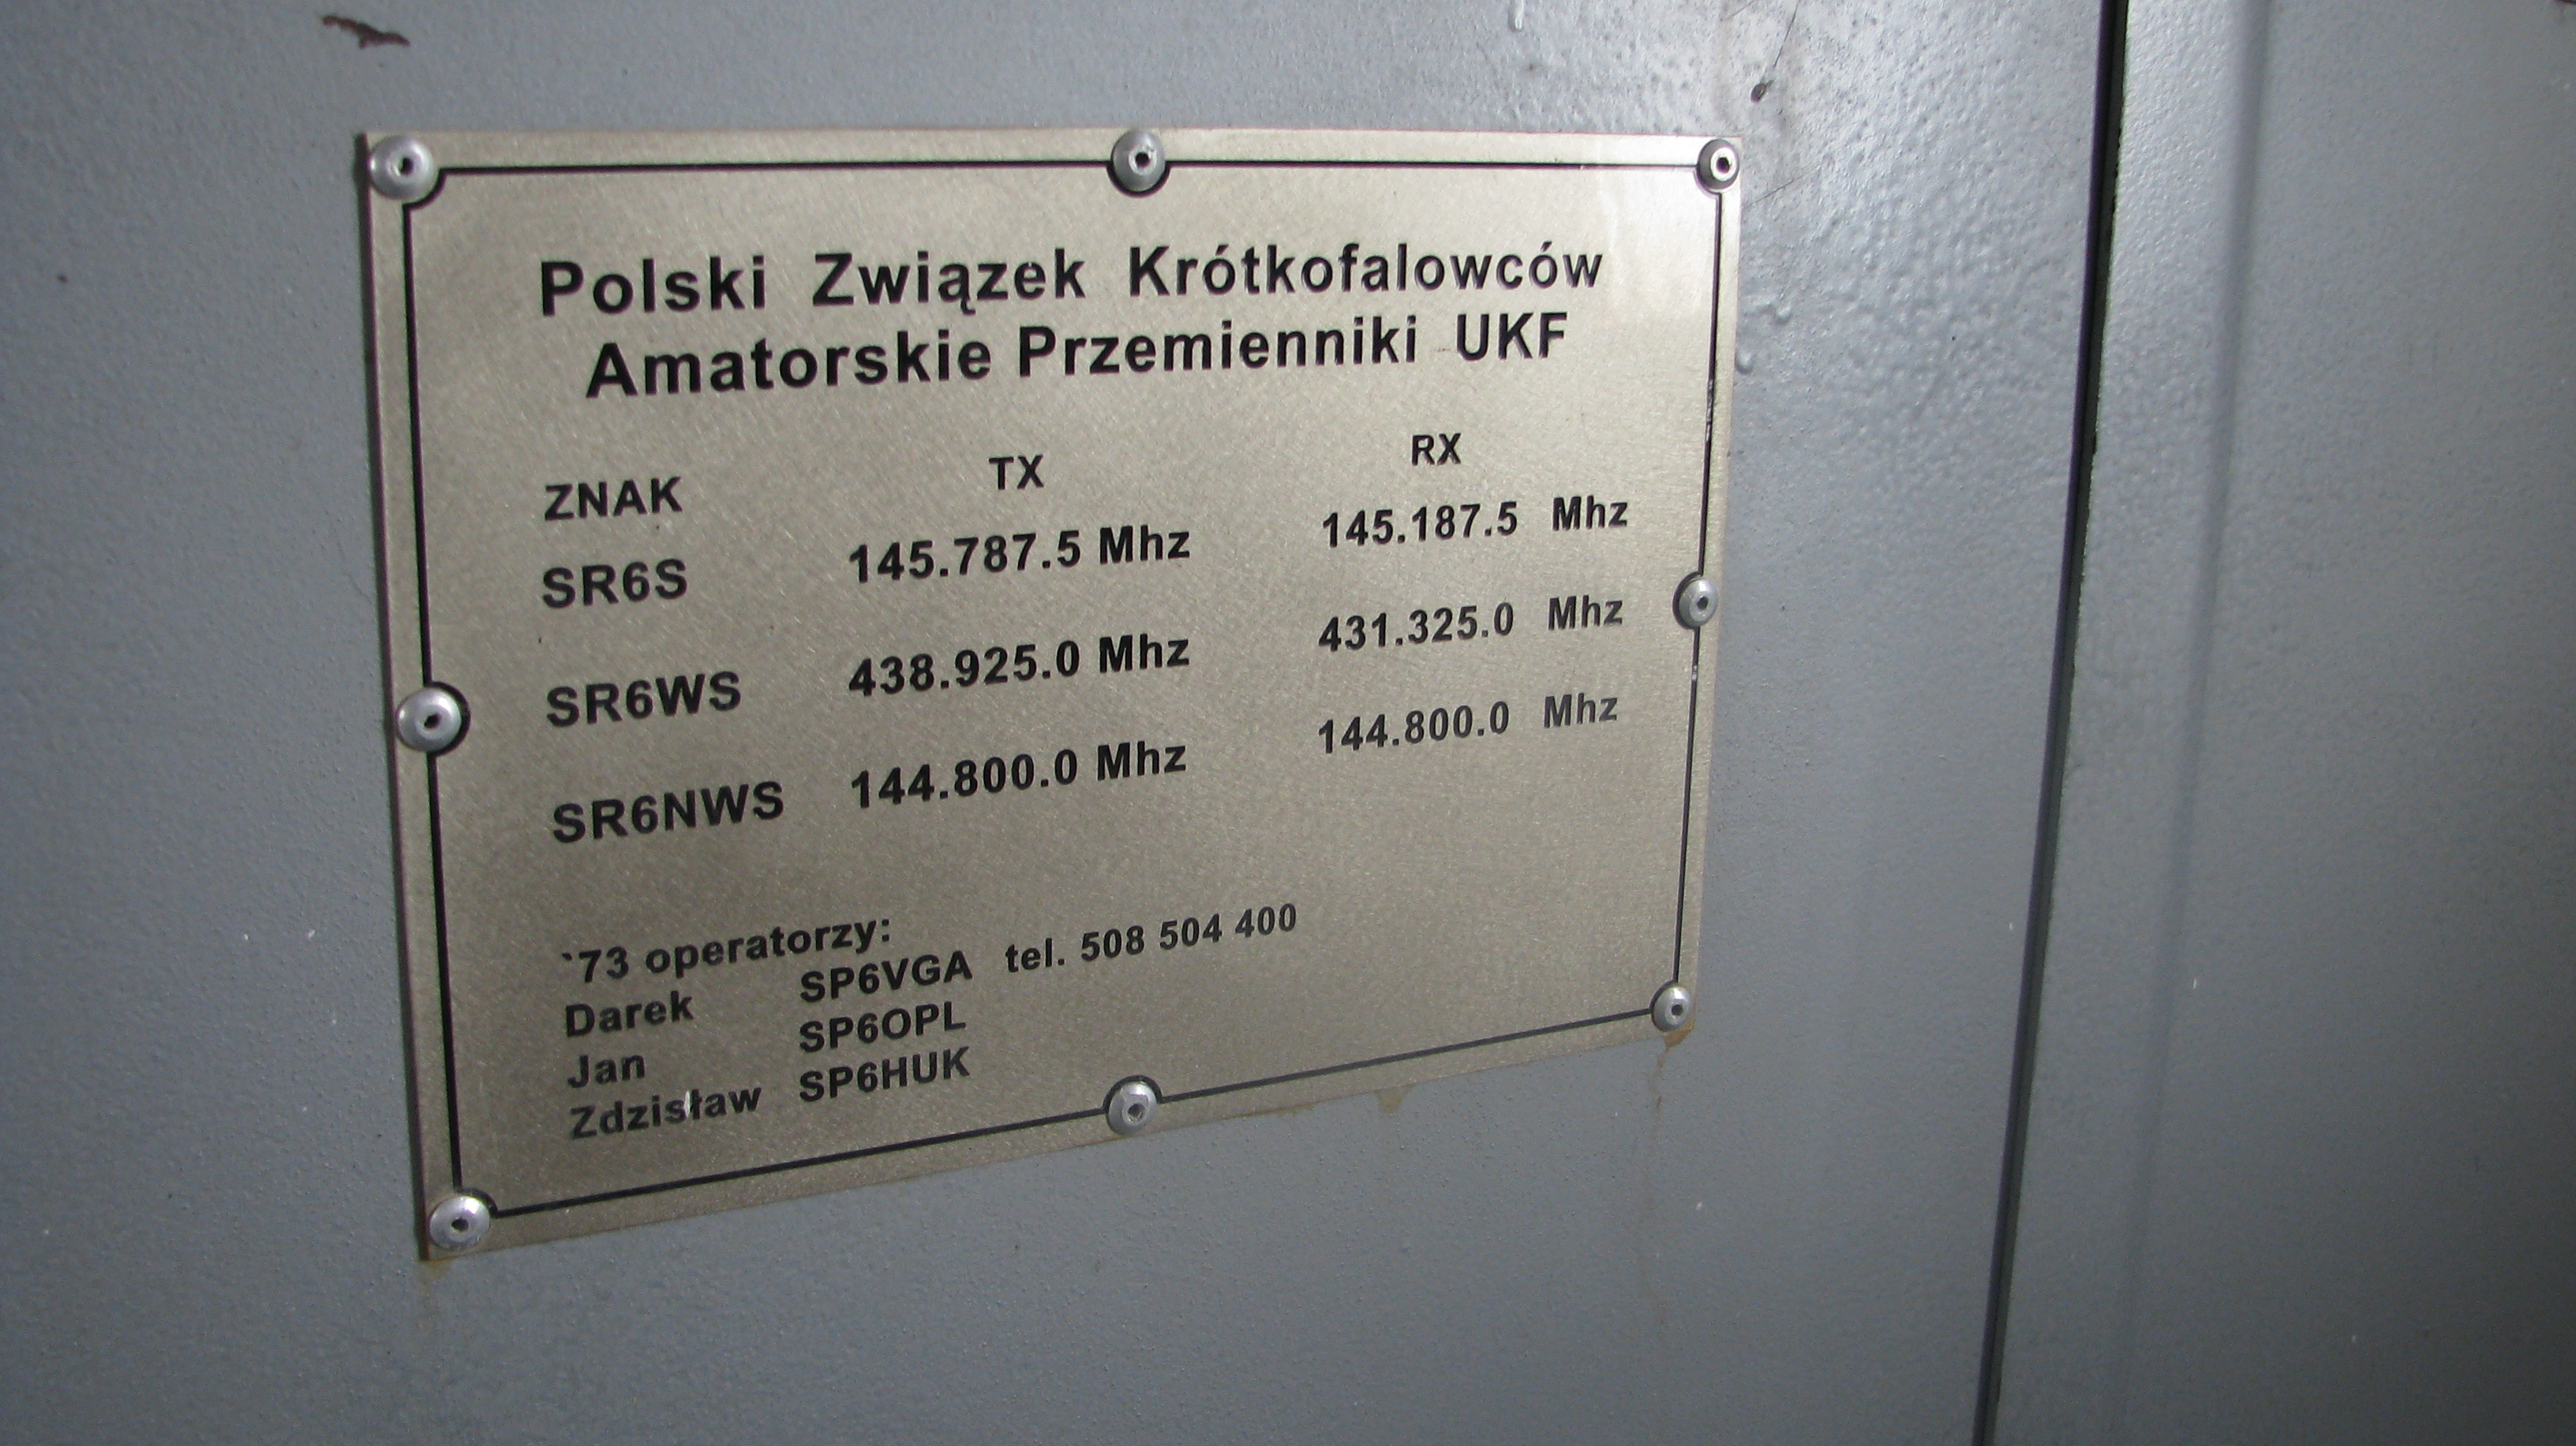 Polski Związek Krótkofalowców
Amatorskie Przemienniki UKF
ZNAK TX RX
SR6S 145.787.5 Mhz 145.187.5 Mhz
SR6WS 438.925.0 Mhz 431.325.0 Mhz
SR6NWS 144.800.0 Mhz 144.800.0 Mhz
`73 operatorzy:
Darek SP6VGA tel. 508 504 400
Jan SP6OPL
Zdzisław SP6HUK